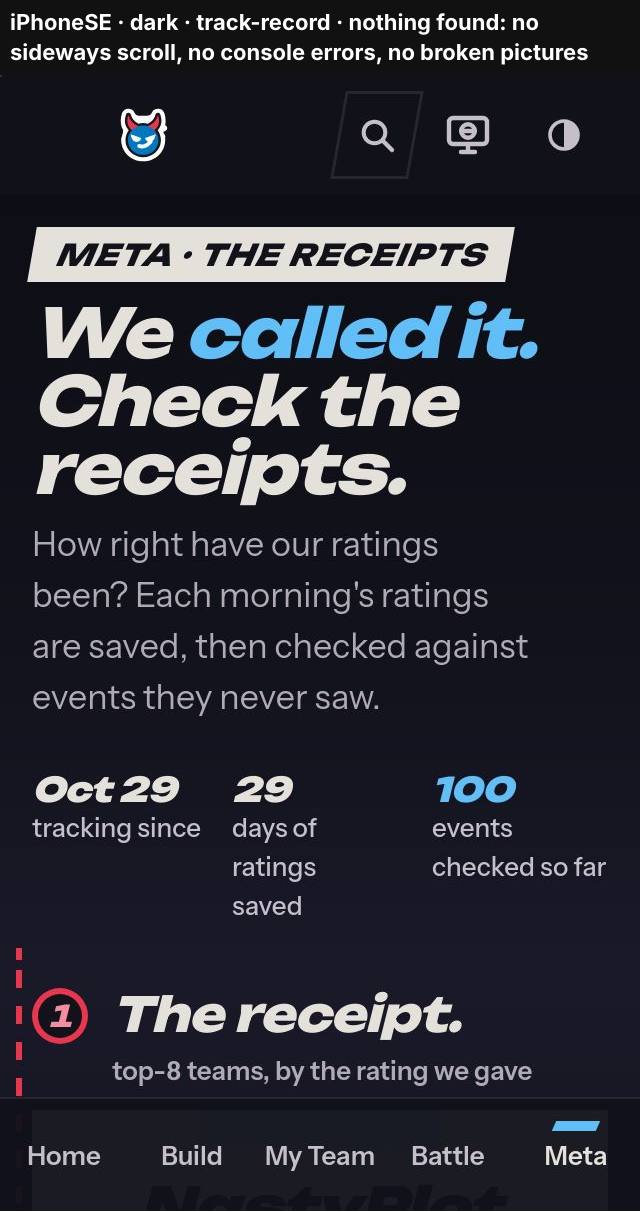 iPhoneSE · dark · track-record · nothing found: no
sideways scroll, no console errors, no broken pictures
META · THE RECEIPTS
We called it.
Check the
receipts.
How right have our ratings
been? Each morning's ratings
are saved, then checked against
events they never saw.
Oct 29
tracking since
29
days of
ratings
saved
100
events
checked so far
1
The receipt.
top-8 teams, by the rating we gave
Home
Build
My Team
Battle
Meta
NastyPlot